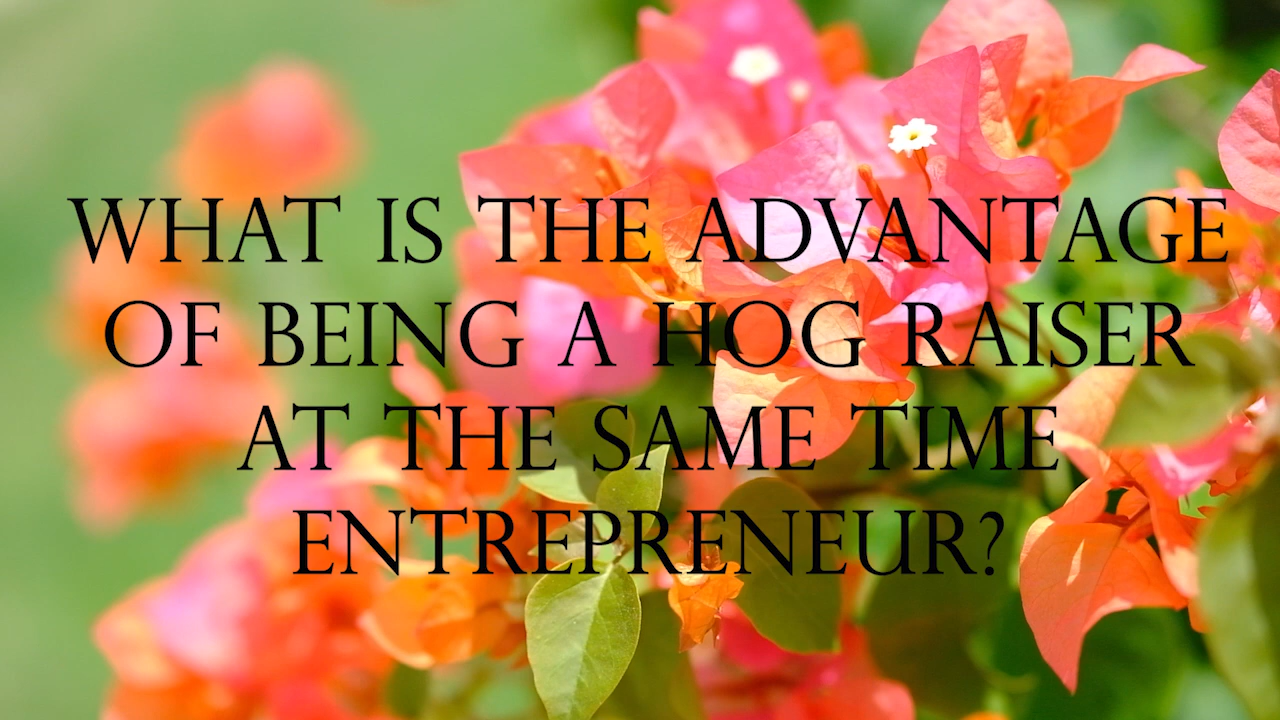 WHAT IS THE ADVANTAGE
OF BEING A HOG RAISER
AT THE SAME TIME
ENTREPRENEUR?